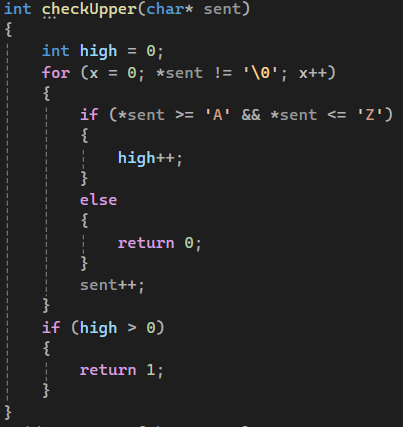 int checkUpper(char* sent)
{
    int high = 0;
    for (x = 0; *sent != '\0'; x++)
    {
        if (*sent >= 'A' && *sent <= 'Z')
        {
            high++;
        }
        else
        {
            return 0;
        }
        sent++;
    }
    if (high > 0)
    {
        return 1;
    }
}